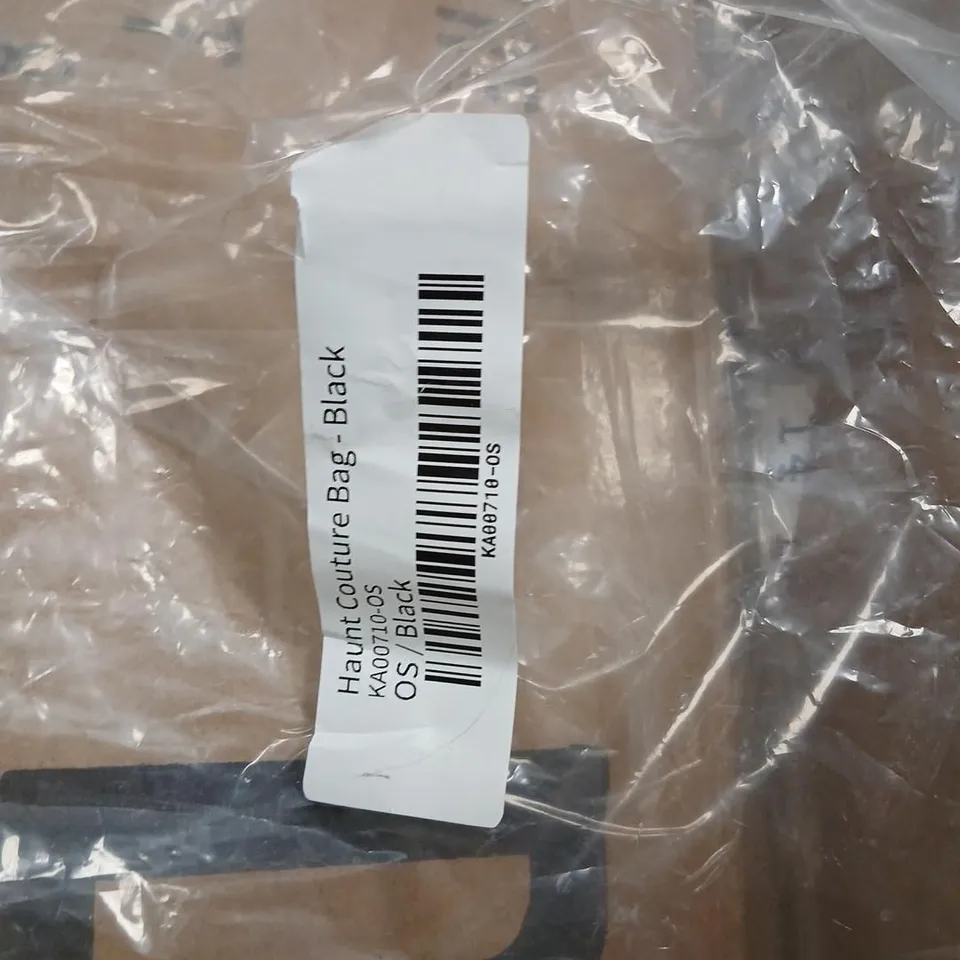 Haunt Couture Bag - Black
KA00710-OS
OS / Black
KA00710-OS